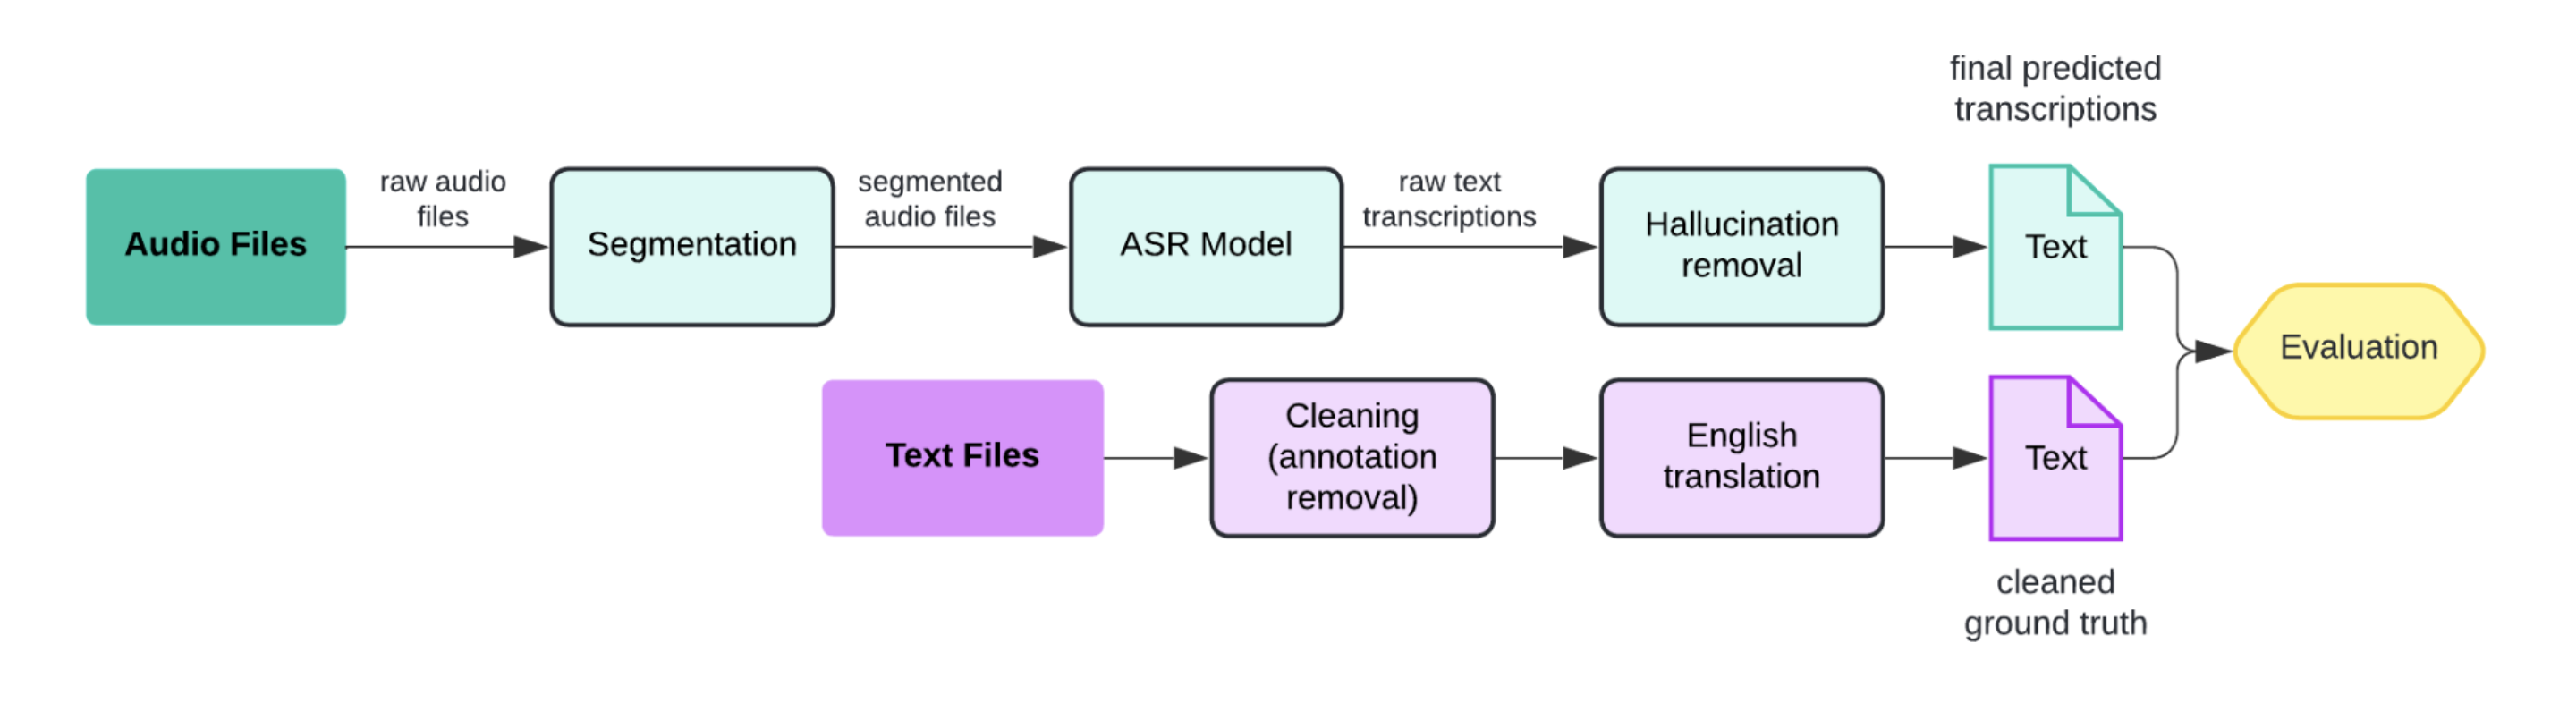 final predicted
transcriptions
Audio Files
raw audio
files
Segmentation
segmented
audio files
ASR Model
raw text
transcriptions
Hallucination
removal
Text
Evaluation
Text Files
Cleaning
(annotation
removal)
English
translation
Text
cleaned
ground truth